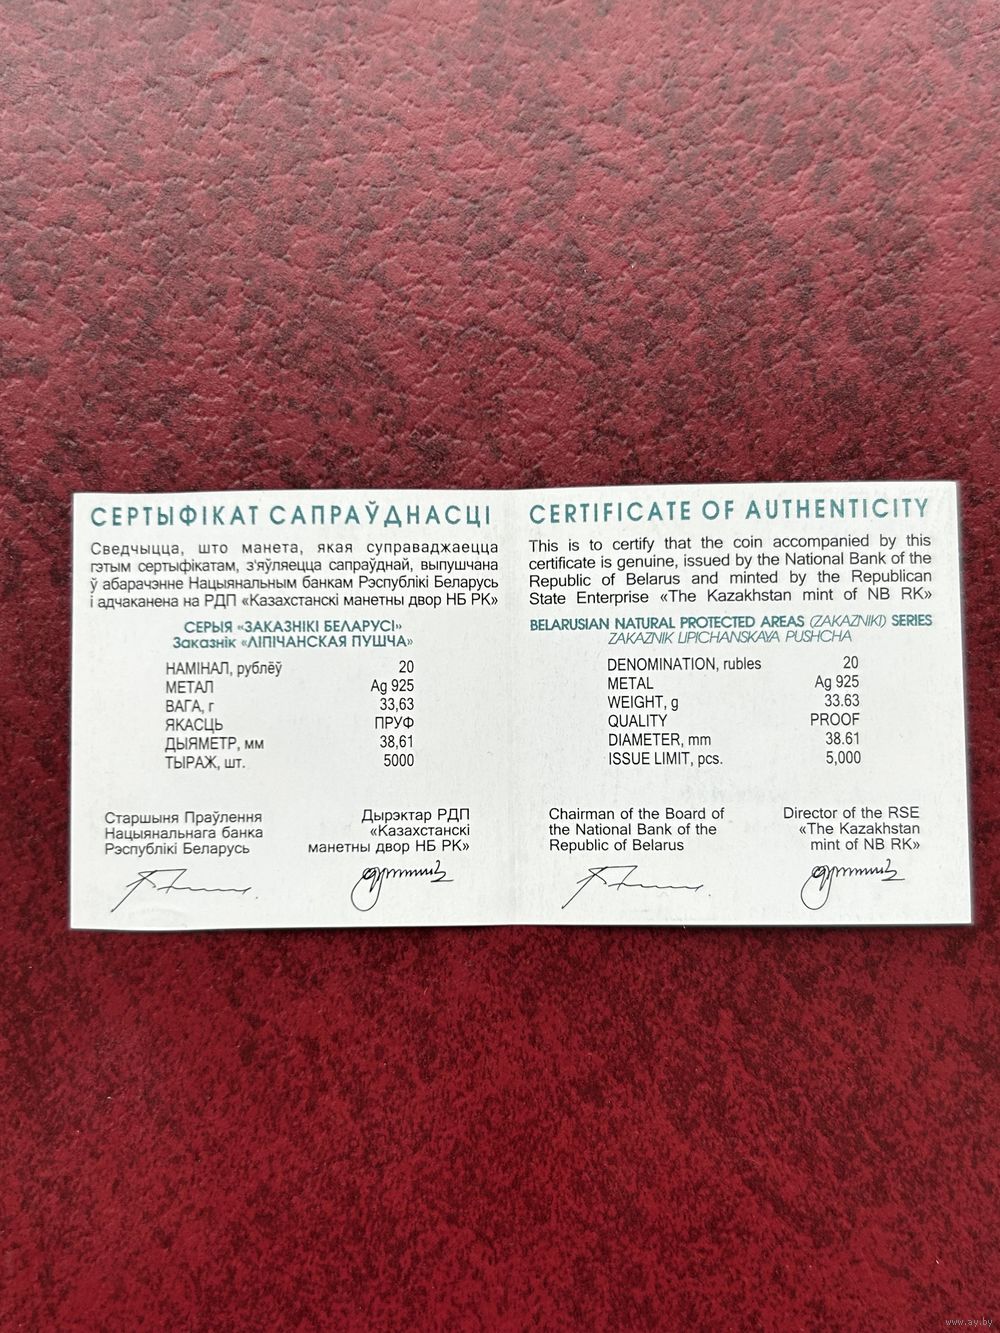 СЕРТЫФІКАТ САПРАЎДНАСЦІ
Сведчыцца, што манета, якая суправаджаецца
гэтым сертыфікатам, з'яўляецца сапраўднай, выпушчана
ў абарачэнне Нацыянальным банкам Рэспублікі Беларусь
і адчаканена на РДП «Казахстанскі манетны двор НБ РК»
СЕРЫЯ «ЗАКАЗНІКІ БЕЛАРУСІ»
Заказнік «ЛІПІЧАНСКАЯ ПУШЧА»
НАМІНАЛ, рублёў 20
МЕТАЛ Ag 925
ВАГА, г 33,63
ЯКАСЦЬ ПРУФ
ДЫЯМЕТР, мм 38,61
ТЫРАЖ, шт. 5000
Старшыня Праўлення
Нацыянальнага банка
Рэспублікі Беларусь
Дырэктар РДП
«Казахстанскі
манетны двор НБ РК»
CERTIFICATE OF AUTHENTICITY
This is to certify that the coin accompanied by this
certificate is genuine, issued by the National Bank of the
Republic of Belarus and minted by the Republican
State Enterprise «The Kazakhstan mint of NB RK»
BELARUSIAN NATURAL PROTECTED AREAS (ZAKAZNIKI) SERIES
ZAKAZNIK LIPICHANSKAYA PUSHCHA
DENOMINATION, rubles 20
METAL Ag 925
WEIGHT, g 33.63
QUALITY PROOF
DIAMETER, mm 38.61
ISSUE LIMIT, pcs. 5,000
Chairman of the Board of
the National Bank of the
Republic of Belarus
Director of the RSE
«The Kazakhstan
mint of NB RK»
www.ay.by